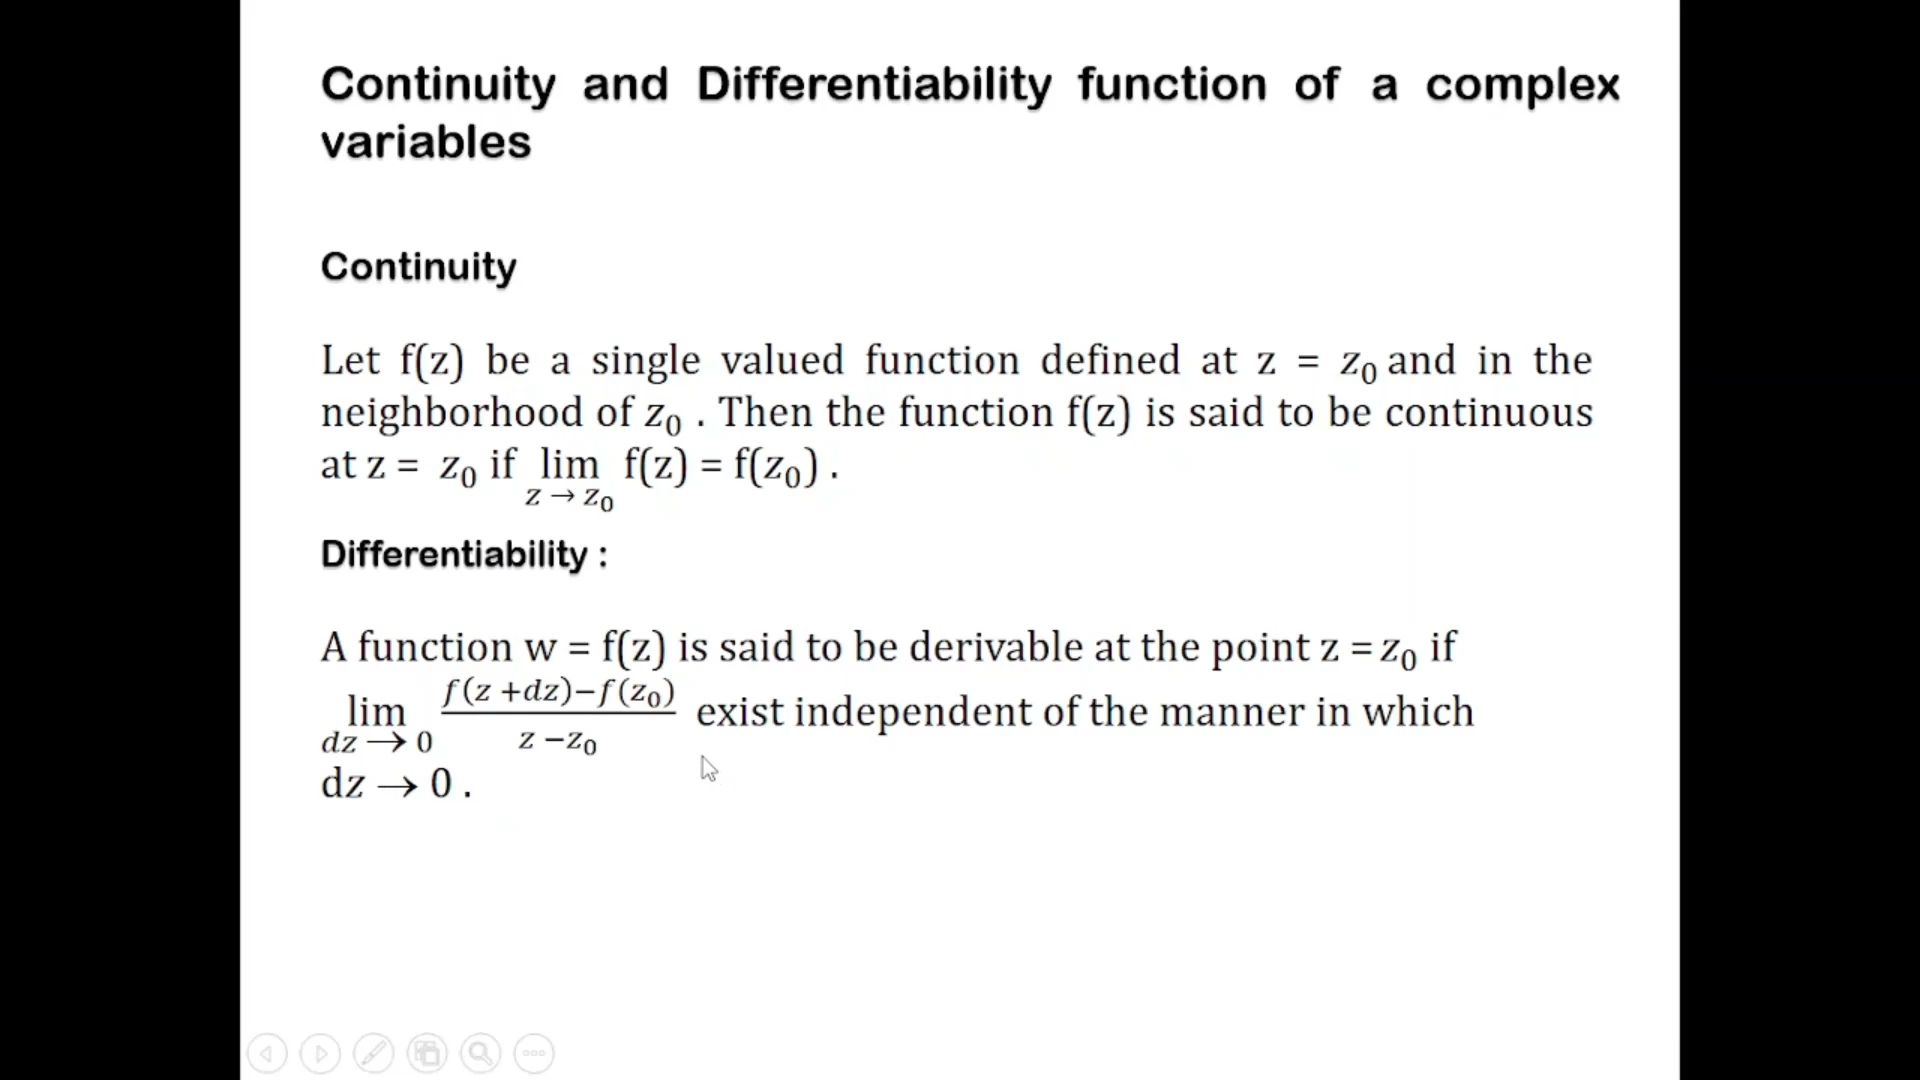 Continuity and Differentiability function of a complex
variables
Continuity
Let f(z) be a single valued function defined at z = z₀ and in the
neighborhood of z₀ . Then the function f(z) is said to be continuous
at z = z₀ if lim f(z) = f(z₀) .
z → z₀
Differentiability :
A function w = f(z) is said to be derivable at the point z = z₀ if
lim f(z +dz)−f(z₀) exist independent of the manner in which
dz → 0 z −z₀
dz → 0 .